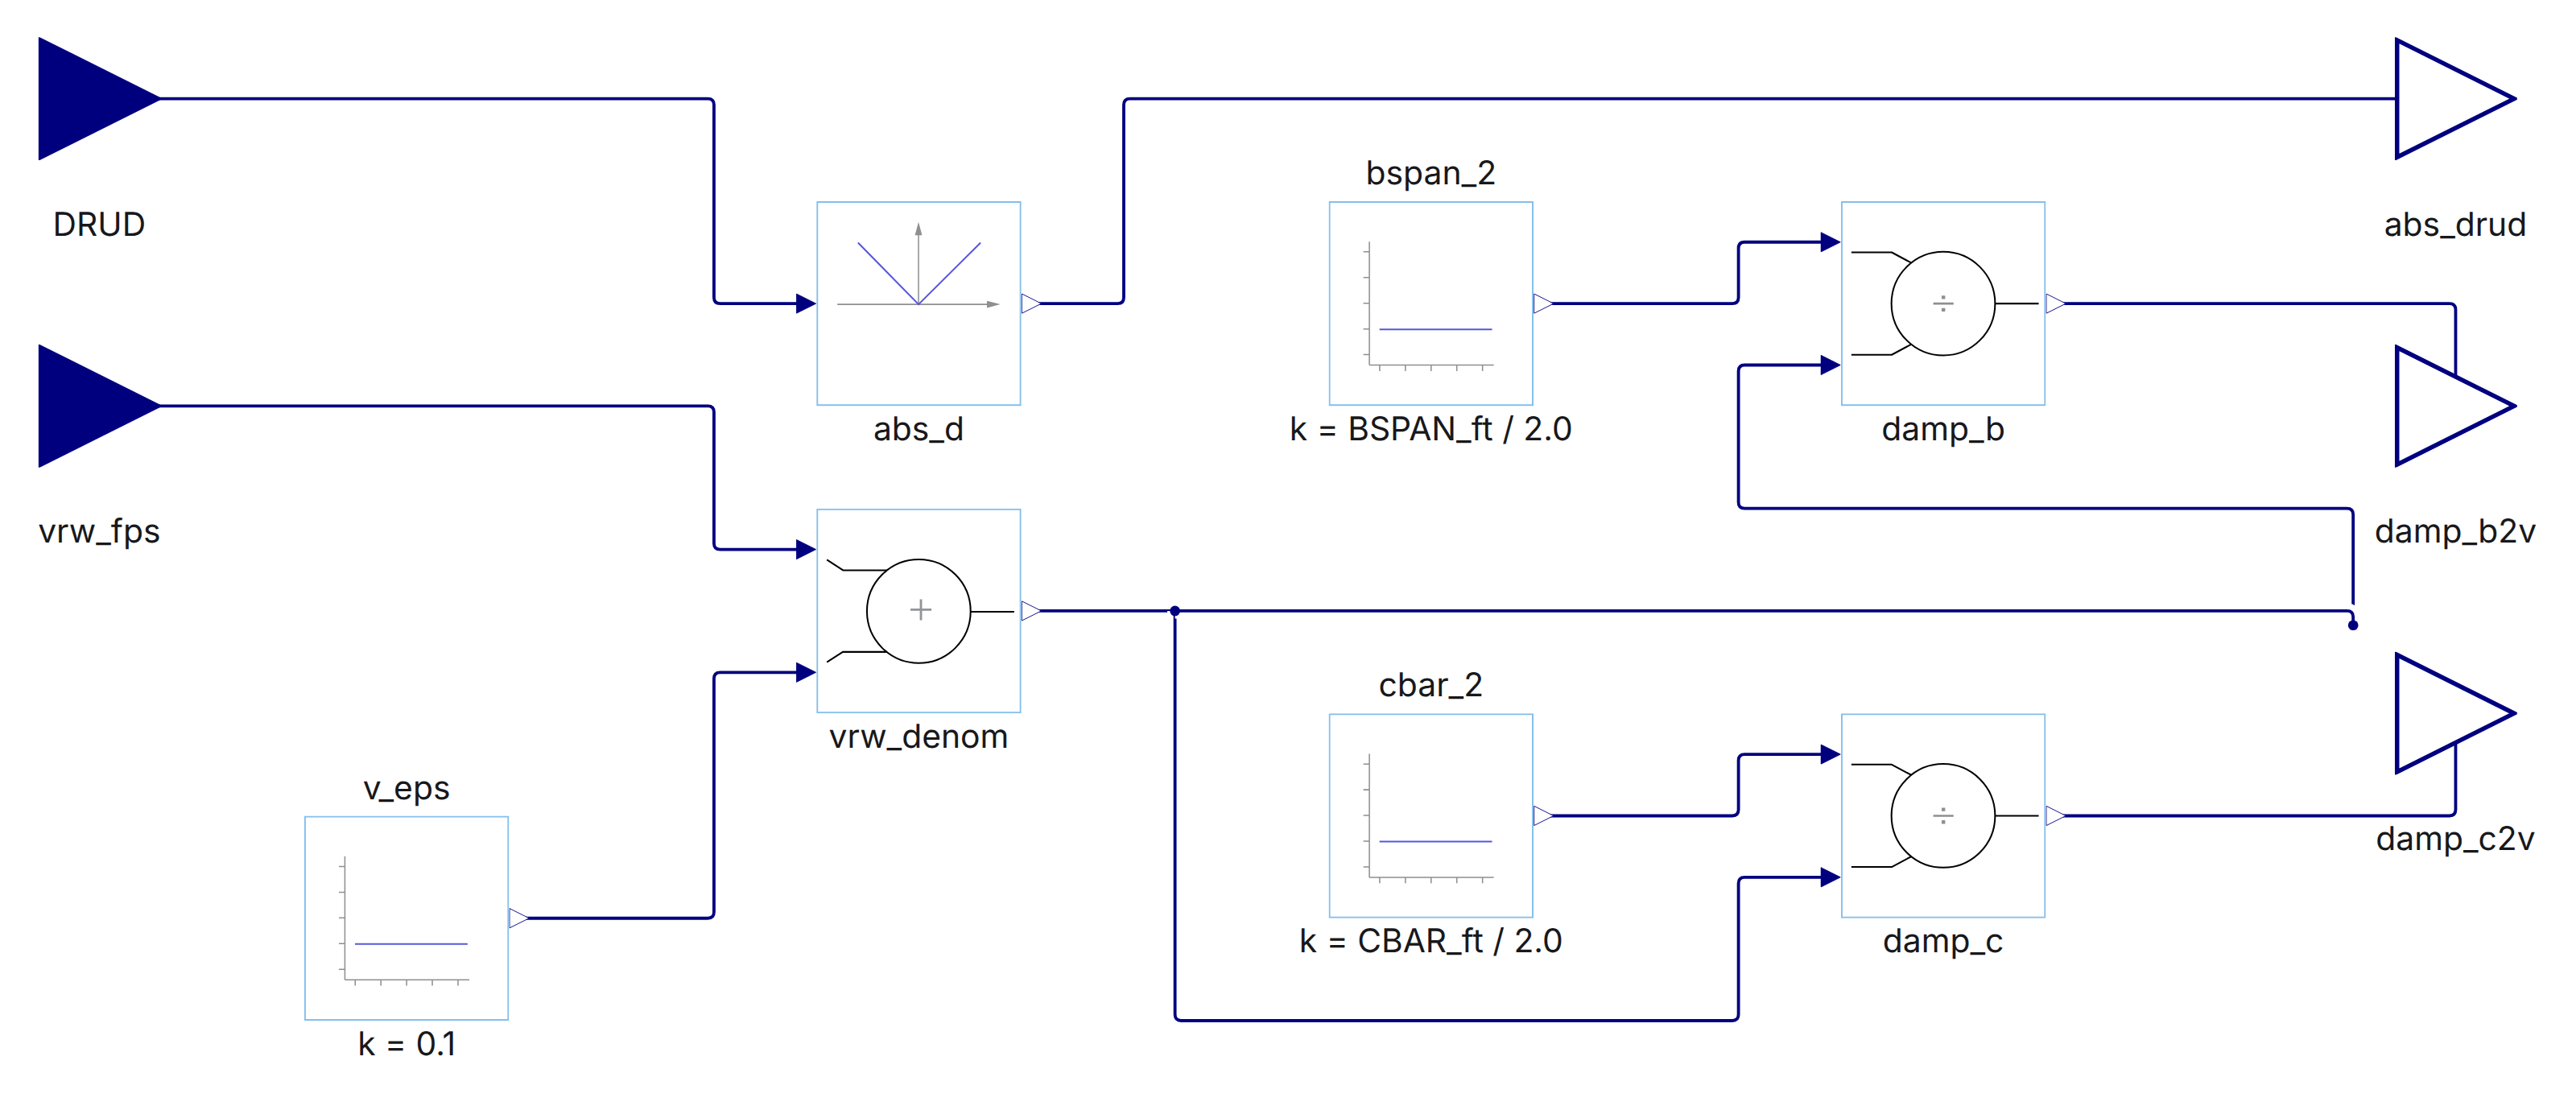 bspan_2
DRUD
abs_drud
abs_d
k = BSPAN_ft / 2.0
damp_b
vrw_fps
damp_b2v
+
÷
cbar_2
vrw_denom
v_eps
÷
damp_c2v
k = CBAR_ft / 2.0
damp_c
k = 0.1